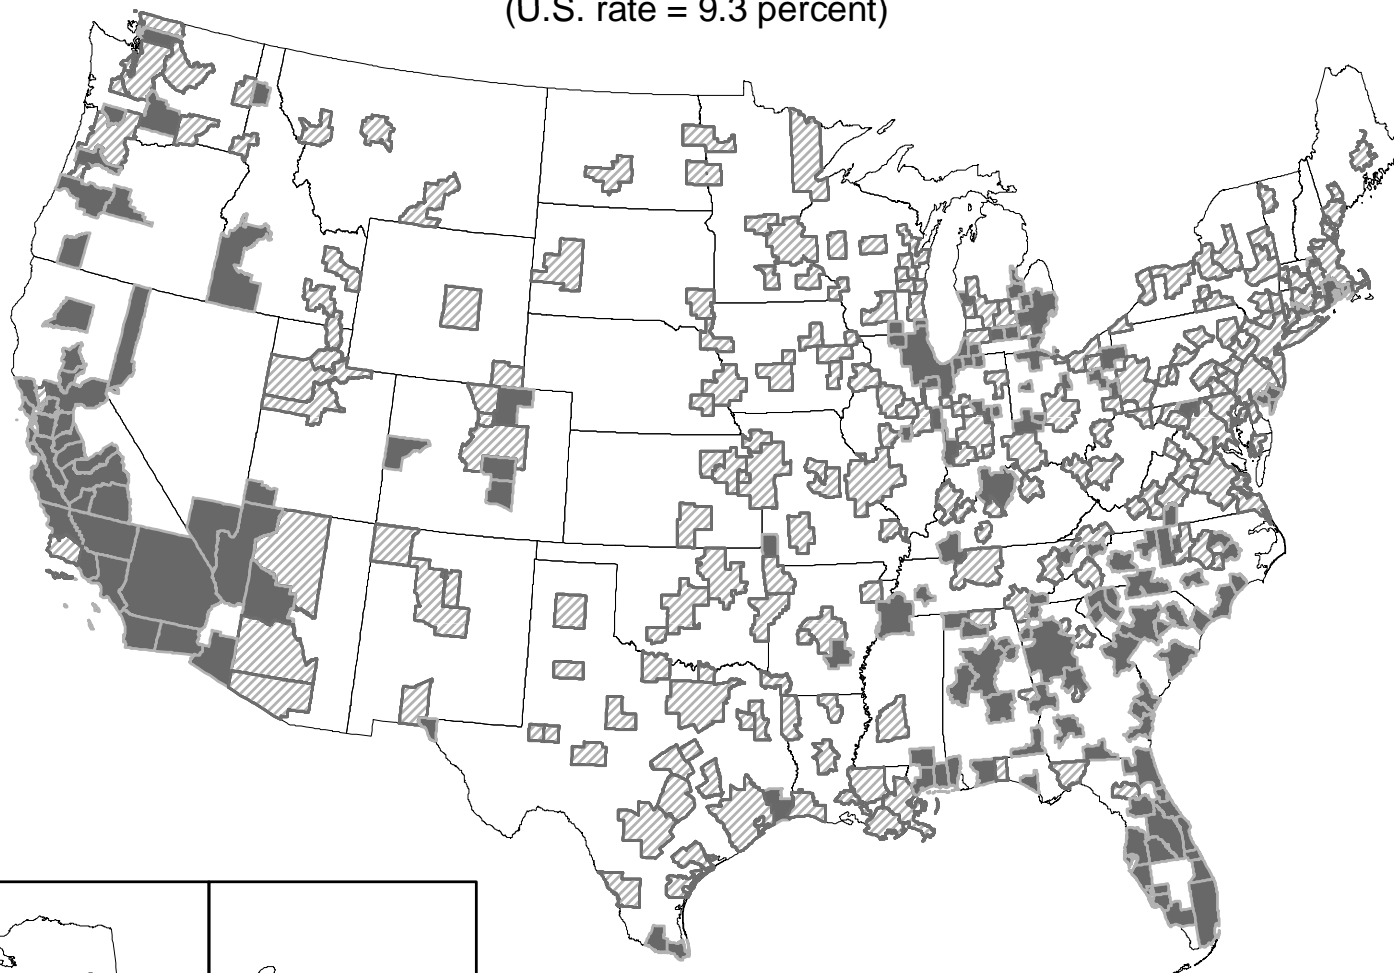 (U.S. rate = 9.3 percent)